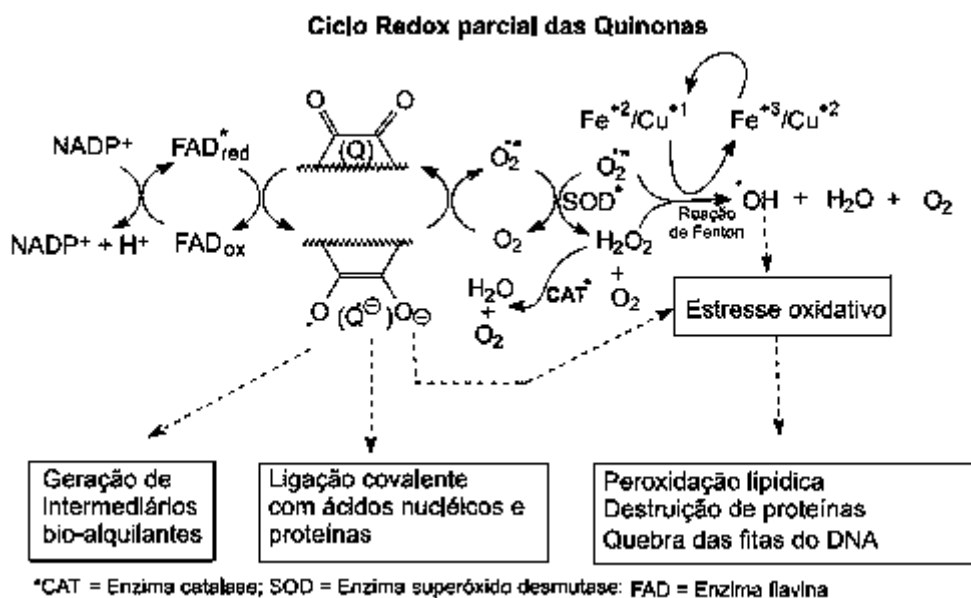 Ciclo Redox parcial das Quinonas
Fe⁺²/Cu⁺¹ Fe⁺³/Cu⁺²
NADP⁺ FAD*red O O (Q) O₂•⁻ O₂•⁻
SOD* •OH + H₂O + O₂
Reação
de Fenton
NADP⁺ + H⁺ FADox O₂ H₂O₂
+
O₂
H₂O
+
O₂
CAT*
.O (Q⊖) O⊖
Estresse oxidativo
Geração de
Intermediários
bio-alquilantes
Ligação covalente
com ácidos nucléicos e
proteínas
Peroxidação lipídica
Destruição de proteínas
Quebra das fitas do DNA
*CAT = Enzima catalase; SOD = Enzima superóxido desmutase: FAD = Enzima flavina